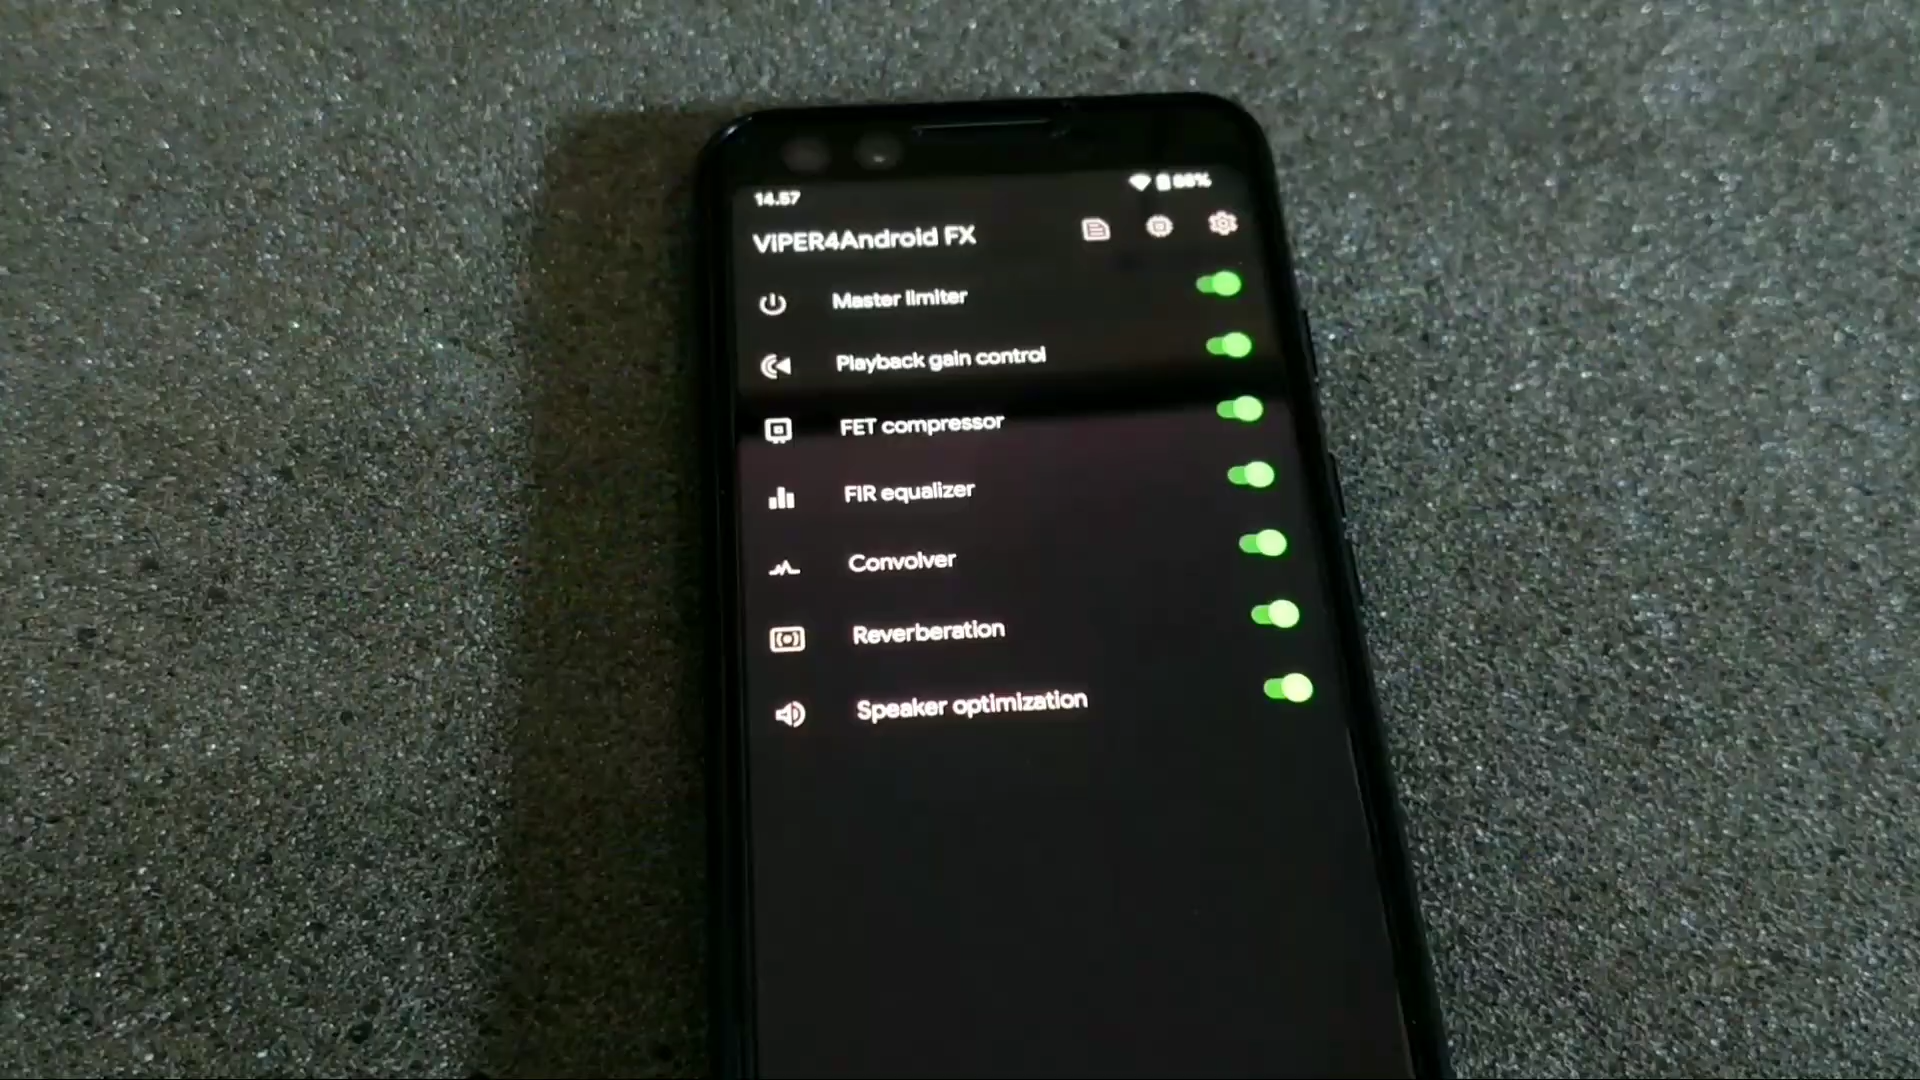 14.57
ViPER4Android FX
Master limiter
Playback gain control
FET compressor
FIR equalizer
Convolver
Reverberation
Speaker optimization